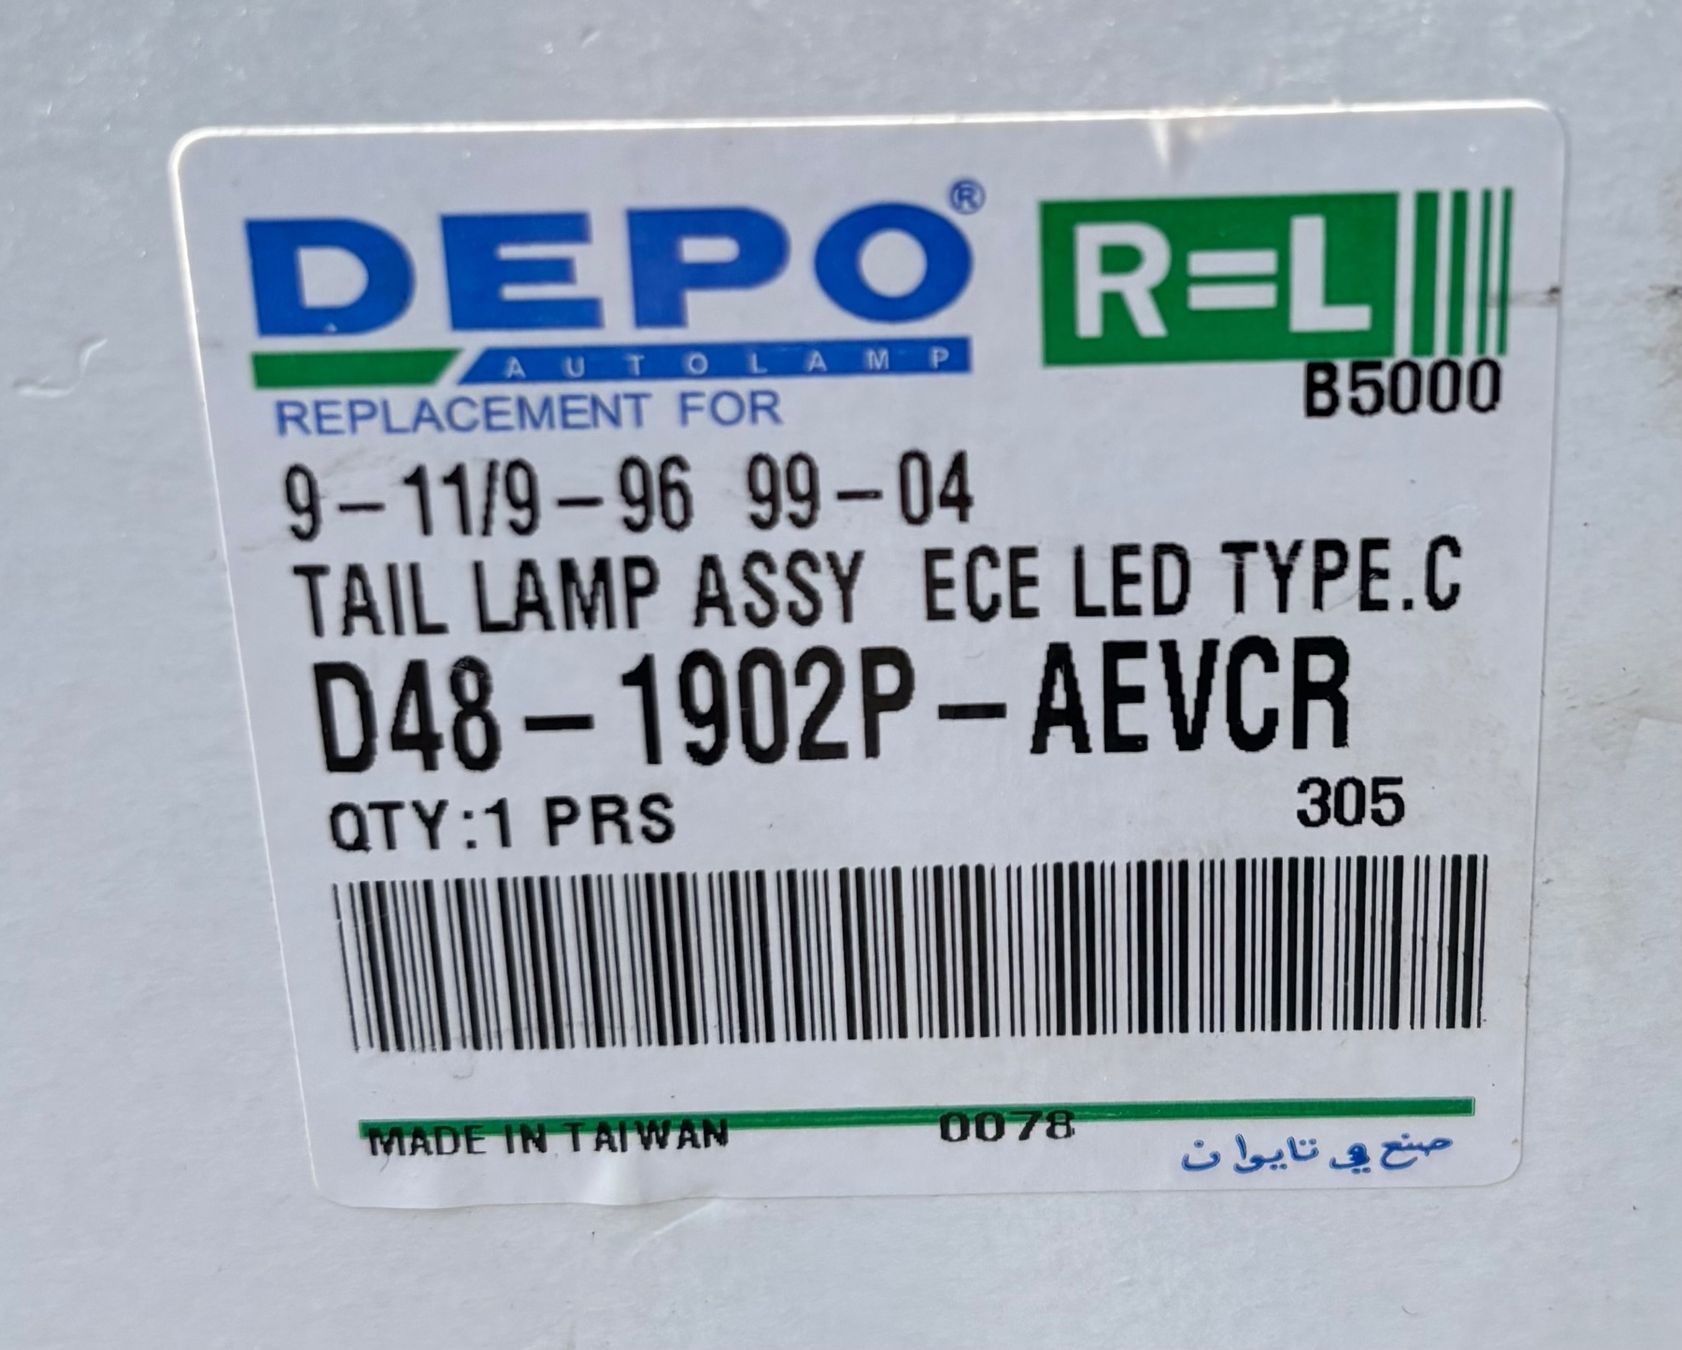 DEPO®
AUTOLAMP
R=L
B5000
REPLACEMENT FOR
9-11/9-96 99-04
TAIL LAMP ASSY ECE LED TYPE.C
D48-1902P-AEVCR
QTY:1 PRS 305
MADE IN TAIWAN 0078
صنع في تايوان